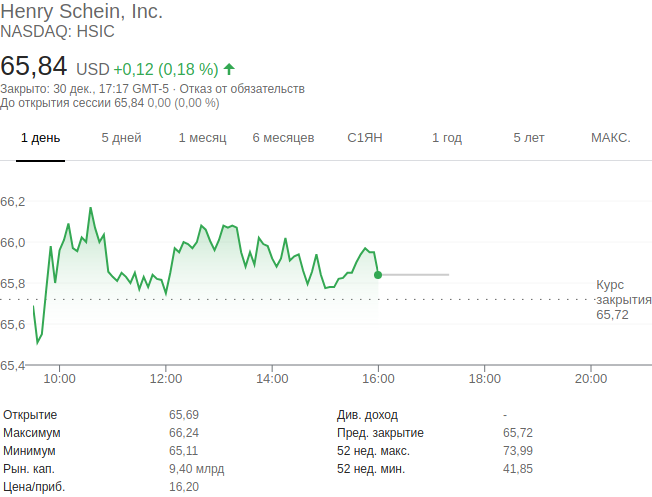 Henry Schein, Inc.
NASDAQ: HSIC
65,84 USD +0,12 (0,18 %)
Закрыто: 30 дек., 17:17 GMT-5 · Отказ от обязательств
До открытия сессии 65,84 0,00 (0,00 %)
1 день 5 дней 1 месяц 6 месяцев С1ЯН 1 год 5 лет МАКС.
66,2
66,0
65,8
65,6
65,4
Курс
закрытия
65,72
10:00 12:00 14:00 16:00 18:00 20:00
Открытие 65,69 Див. доход -
Максимум 66,24 Пред. закрытие 65,72
Минимум 65,11 52 нед. макс. 73,99
Рын. кап. 9,40 млрд 52 нед. мин. 41,85
Цена/приб. 16,20